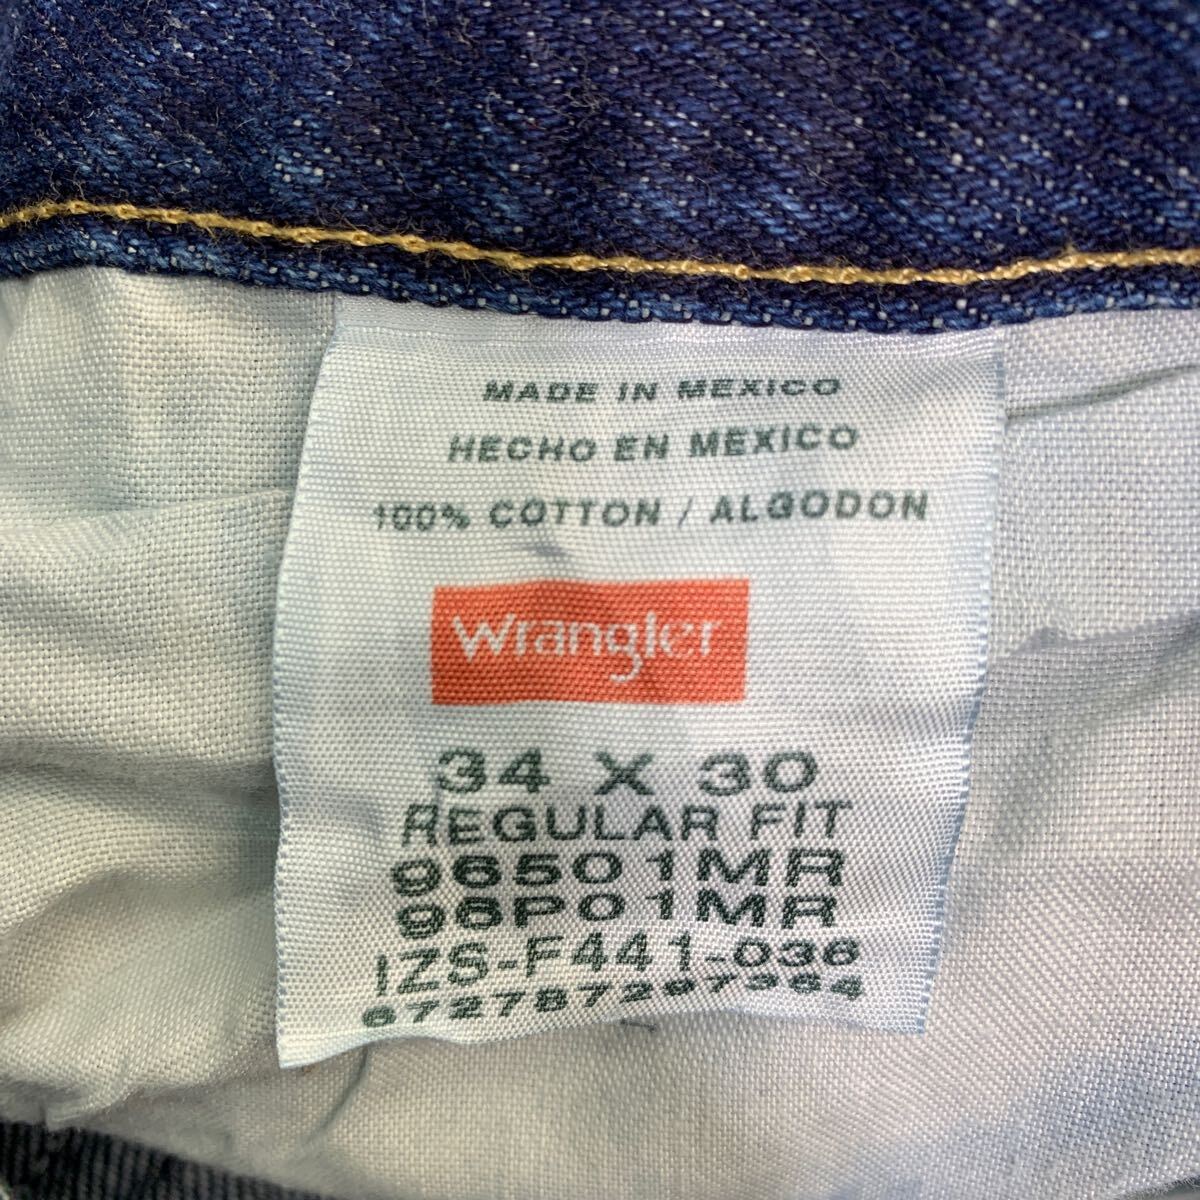 MADE IN MEXICO
HECHO EN MEXICO
100% COTTON / ALGODON
Wrangler
34 X 30
REGULAR FIT
96501MR
96P01MR
IZS-F441-036
672787267364